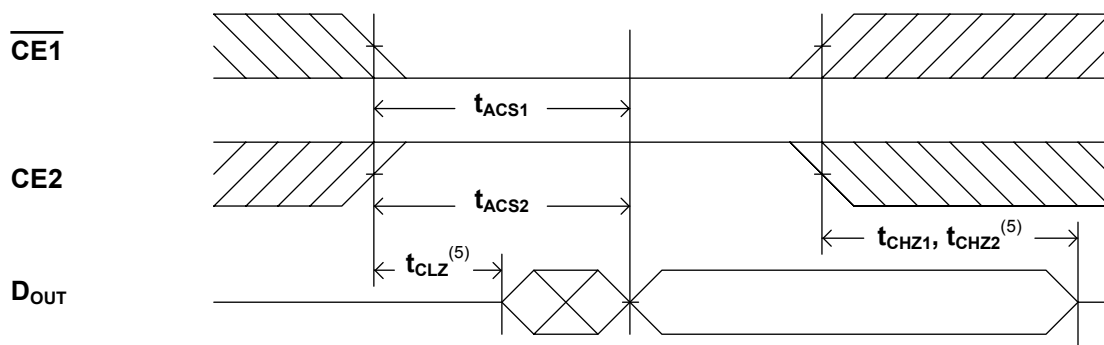 CE1
tACS1
CE2
tACS2
tCHZ1, tCHZ2(5)
tCLZ(5)
DOUT